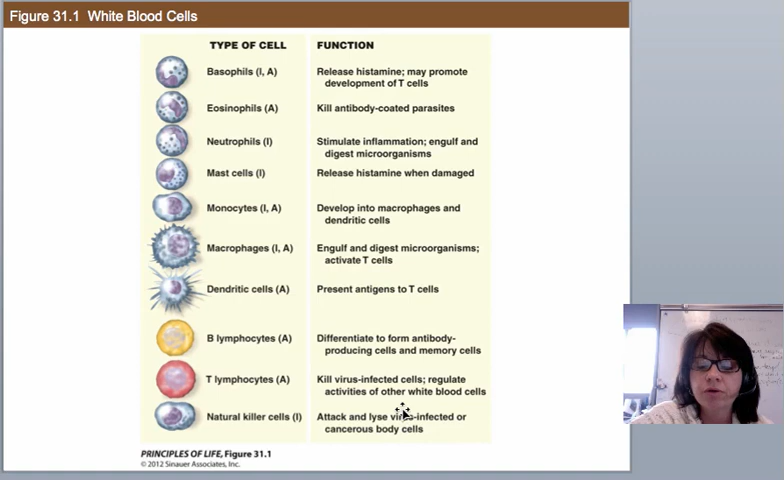 Figure 31.1 White Blood Cells
TYPE OF CELL FUNCTION
Basophils (I, A) Release histamine; may promote
development of T cells
Eosinophils (A) Kill antibody-coated parasites
Neutrophils (I) Stimulate inflammation; engulf and
digest microorganisms
Mast cells (I) Release histamine when damaged
Monocytes (I, A) Develop into macrophages and
dendritic cells
Macrophages (I, A) Engulf and digest microorganisms;
activate T cells
Dendritic cells (A) Present antigens to T cells
B lymphocytes (A) Differentiate to form antibody-
producing cells and memory cells
T lymphocytes (A) Kill virus-infected cells; regulate
activities of other white blood cells
Natural killer cells (I) Attack and lyse virus-infected or
cancerous body cells
PRINCIPLES OF LIFE, Figure 31.1
© 2012 Sinauer Associates, Inc.